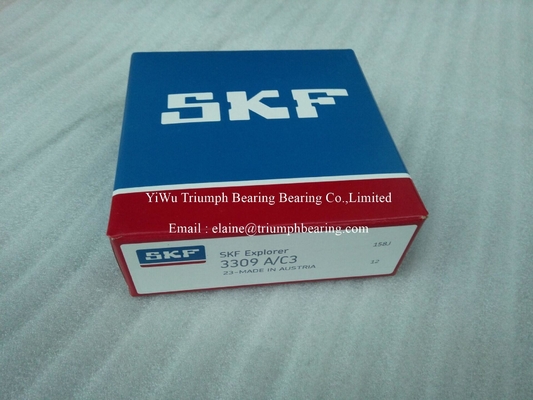 SKF
YiWu Triumph Bearing Bearing Co.,Limited
Email : elaine@triumphbearing.com
SKF
SKF Explorer
3309 A/C3
23-MADE IN AUSTRIA
12